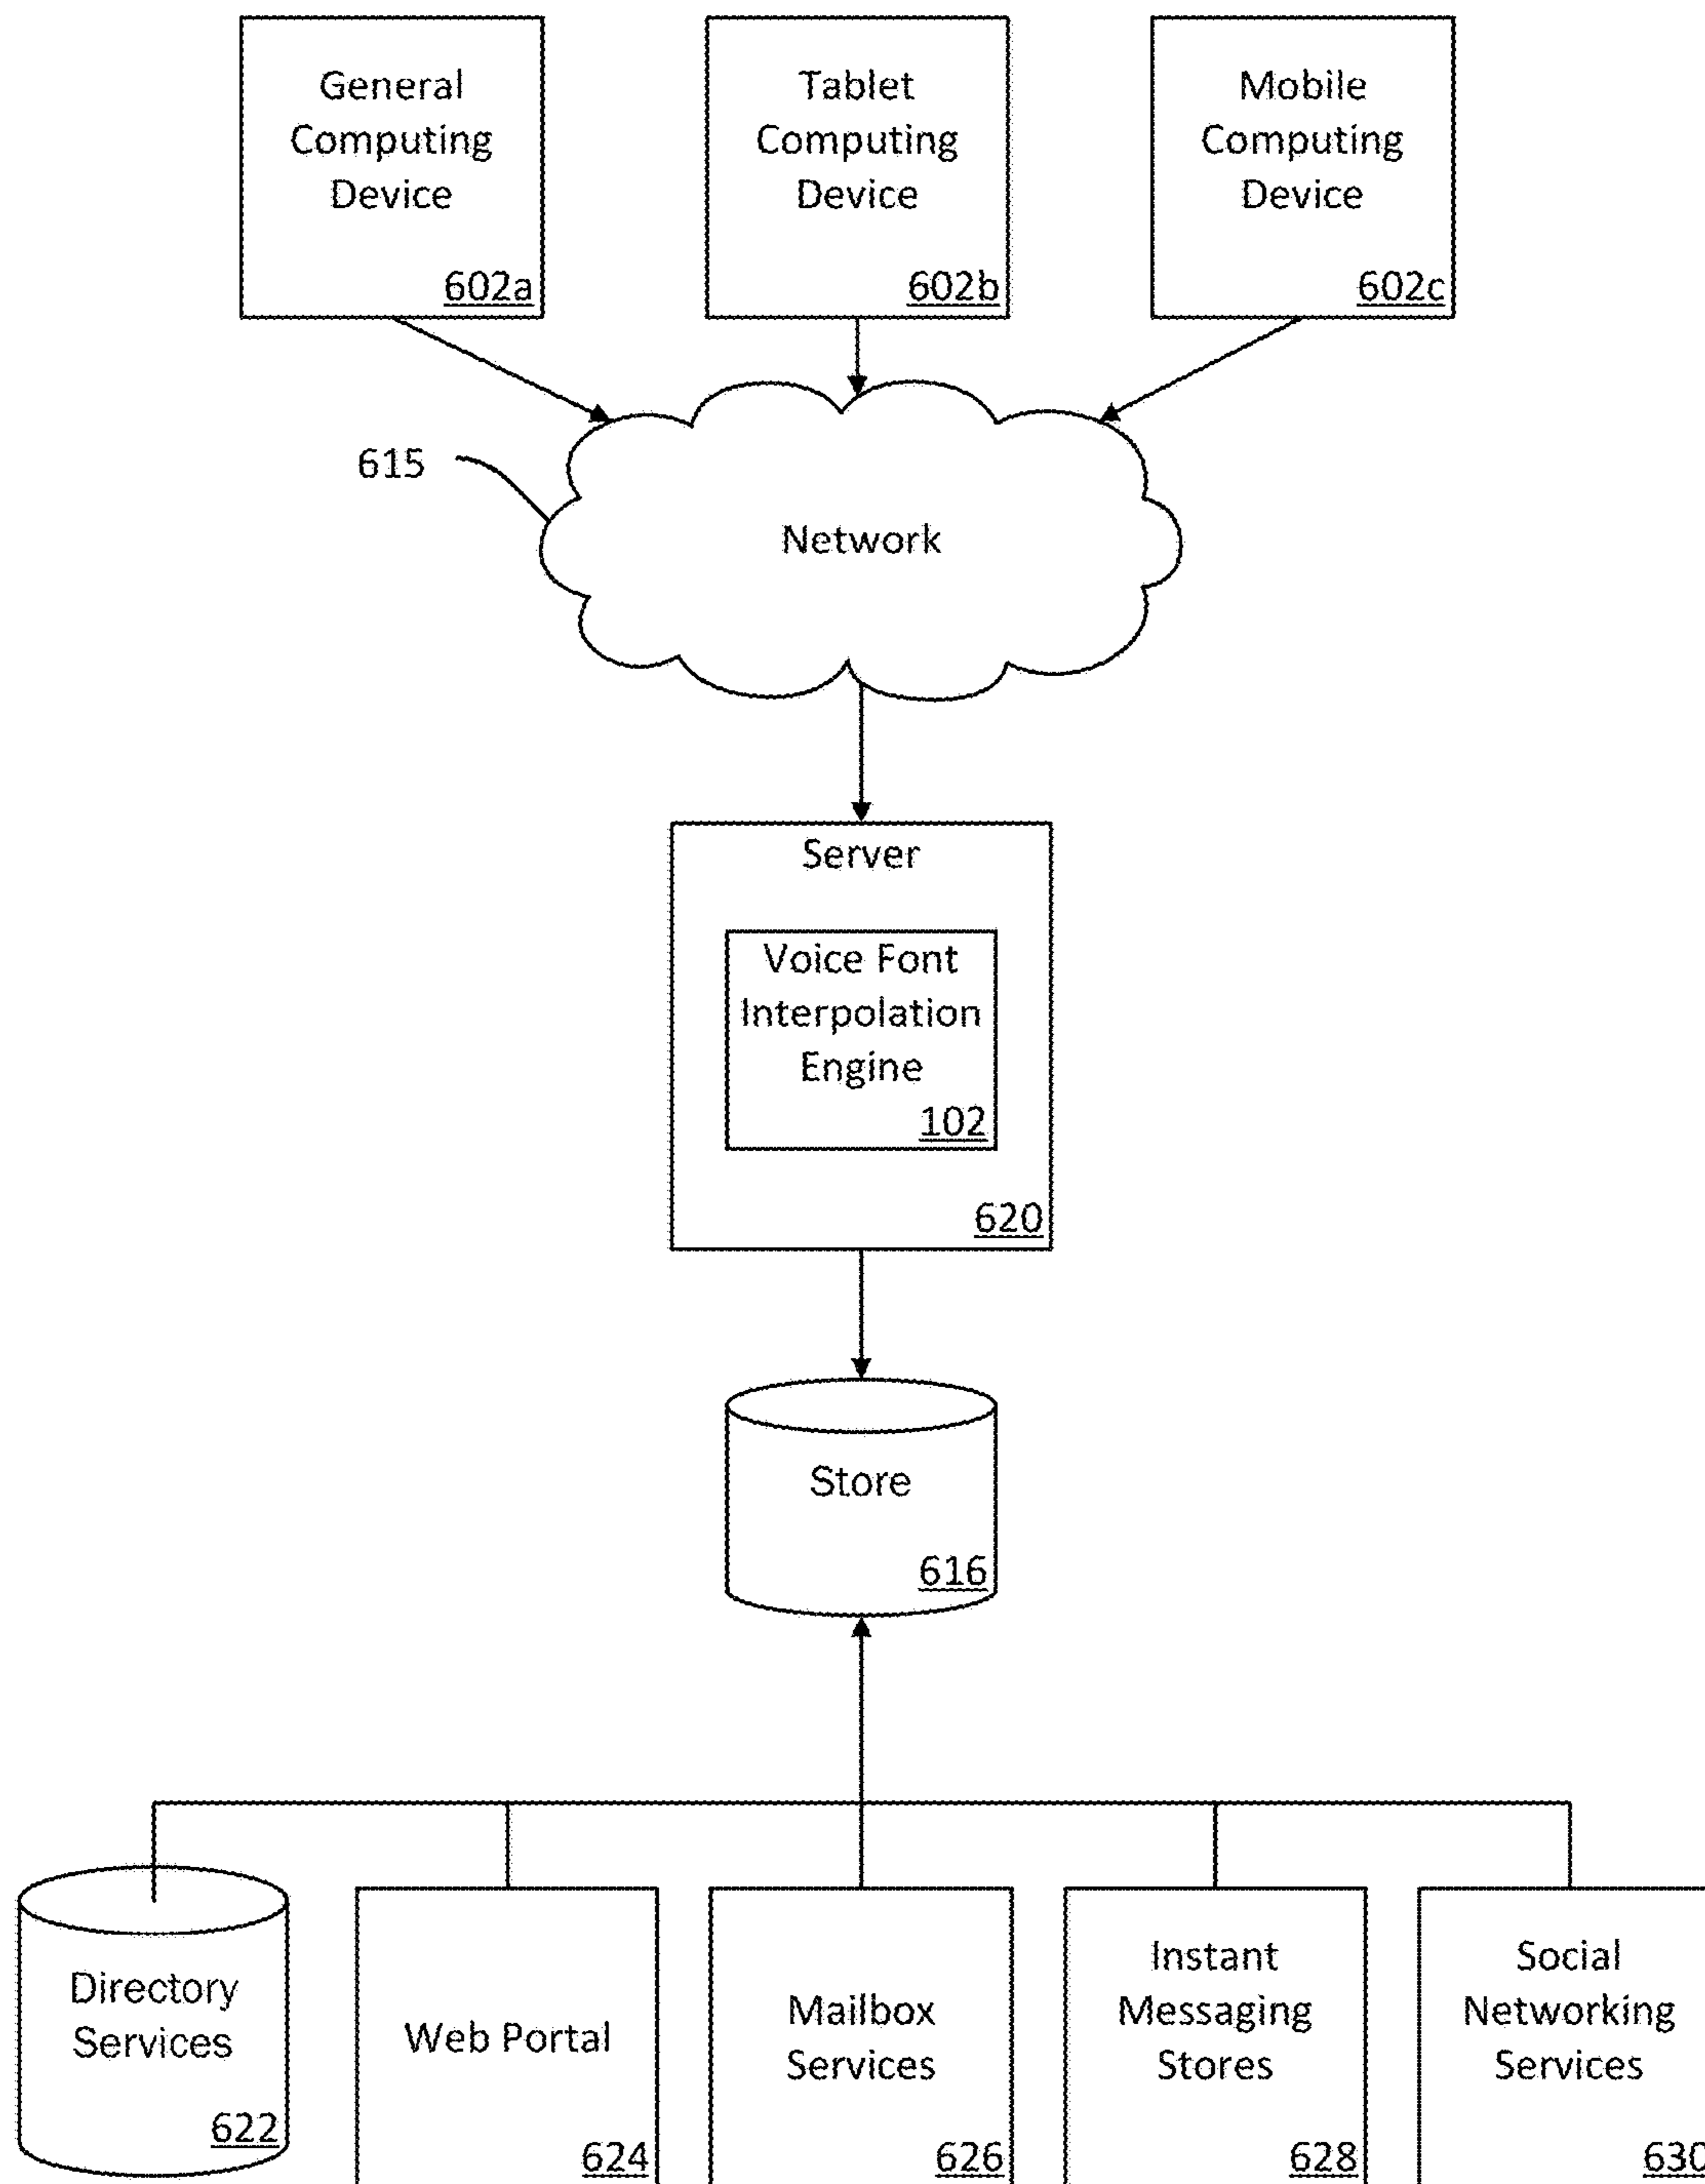 General
Computing
Device
602a
Tablet
Computing
Device
602b
Mobile
Computing
Device
602c
615
Network
Server
Voice Font
Interpolation
Engine
102
620
Store
616
Directory
Services
622
Web Portal
624
Mailbox
Services
626
Instant
Messaging
Stores
628
Social
Networking
Services
630